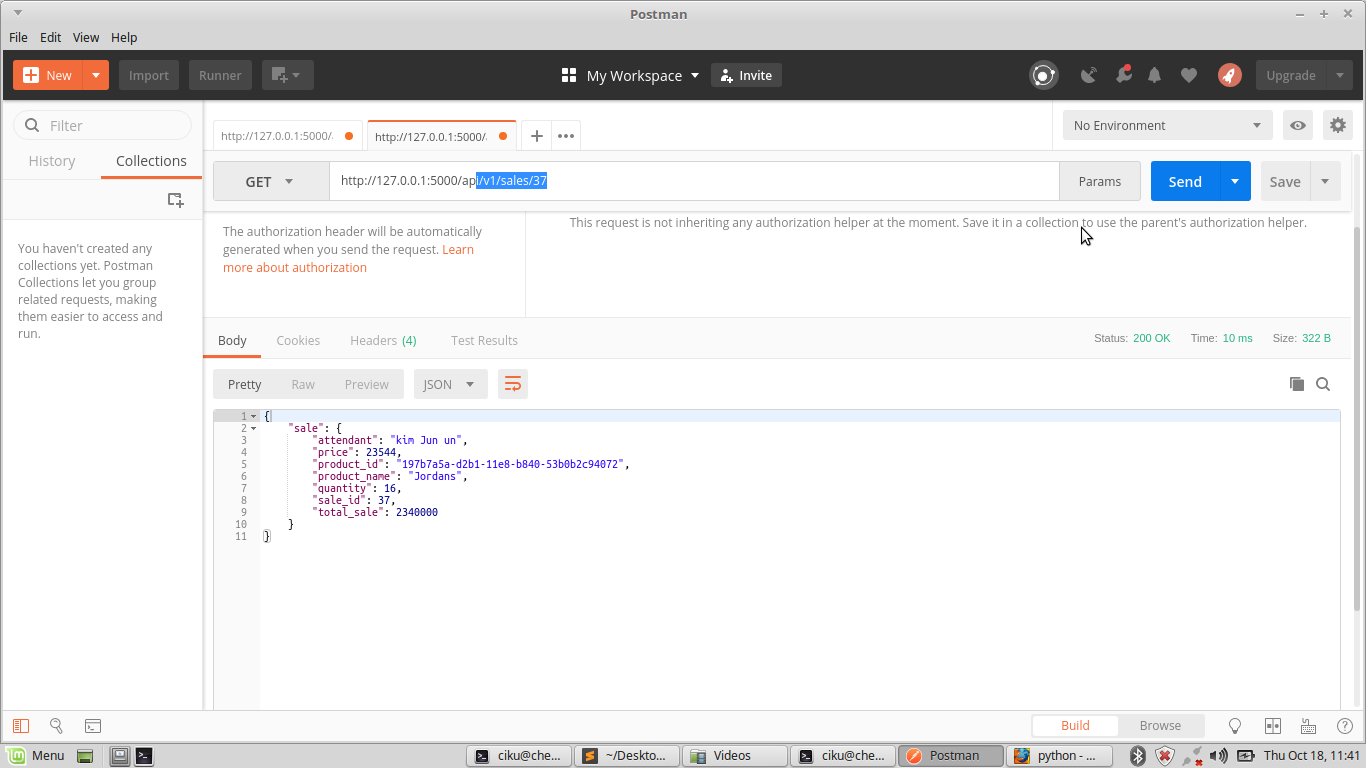 Postman
File Edit View Help
New Import Runner My Workspace Invite Upgrade
Filter
History Collections
You haven't created any
collections yet. Postman
Collections let you group
related requests, making
them easier to access and
run.
http://127.0.0.1:5000/ http://127.0.0.1:5000/ No Environment
GET http://127.0.0.1:5000/api/v1/sales/37 Params Send Save
The authorization header will be automatically
generated when you send the request. Learn
more about authorization
This request is not inheriting any authorization helper at the moment. Save it in a collection to use the parent's authorization helper.
Body Cookies Headers (4) Test Results Status: 200 OK Time: 10 ms Size: 322 B
Pretty Raw Preview JSON
1 {
2 "sale": {
3 "attendant": "kim Jun un",
4 "price": 23544,
5 "product_id": "197b7a5a-d2b1-11e8-b840-53b0b2c94072",
6 "product_name": "Jordans",
7 "quantity": 16,
8 "sale_id": 37,
9 "total_sale": 2340000
10 }
11 }
Build Browse
Menu ciku@che... ~/Deskto... Videos ciku@che... Postman python - ... Thu Oct 18, 11:41